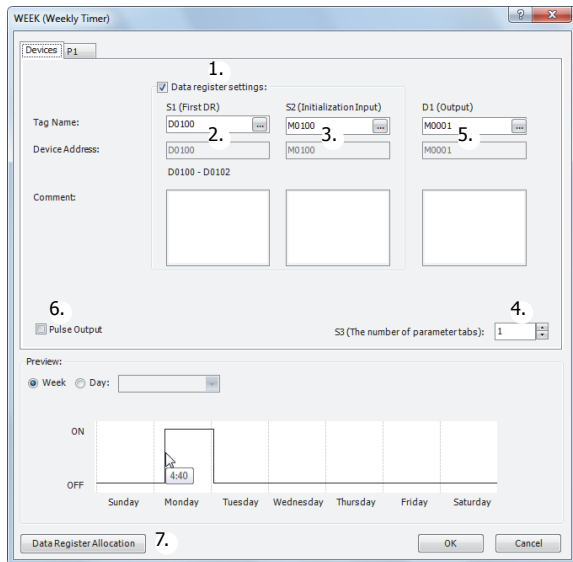 WEEK (Weekly Timer)
Devices P1
1.
Data register settings:
S1 (First DR) S2 (Initialization Input) D1 (Output)
Tag Name: D0100 ... M0100 ... M0001 ...
2. 3. 5.
Device Address: D0100 M0100 M0001
D0100 - D0102
Comment:
6. 4.
Pulse Output S3 (The number of parameter tabs): 1
Preview:
Week Day:
ON
4:40
OFF
Sunday Monday Tuesday Wednesday Thursday Friday Saturday
Data Register Allocation 7. OK Cancel